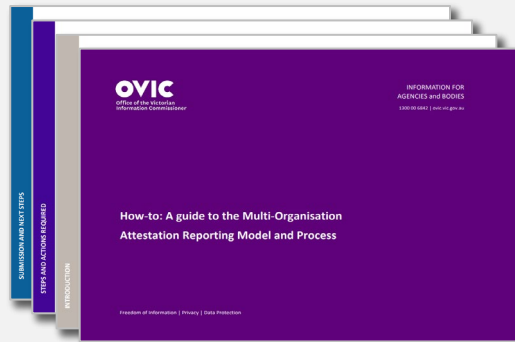 OVIC
Office of the Victorian
Information Commissioner
INFORMATION FOR
AGENCIES and BODIES
1300 00 6842 | ovic.vic.gov.au
How-to: A guide to the Multi-Organisation
Attestation Reporting Model and Process
Freedom of Information | Privacy | Data Protection
INTRODUCTION
STEPS AND ACTIONS REQUIRED
SUBMISSION AND NEXT STEPS